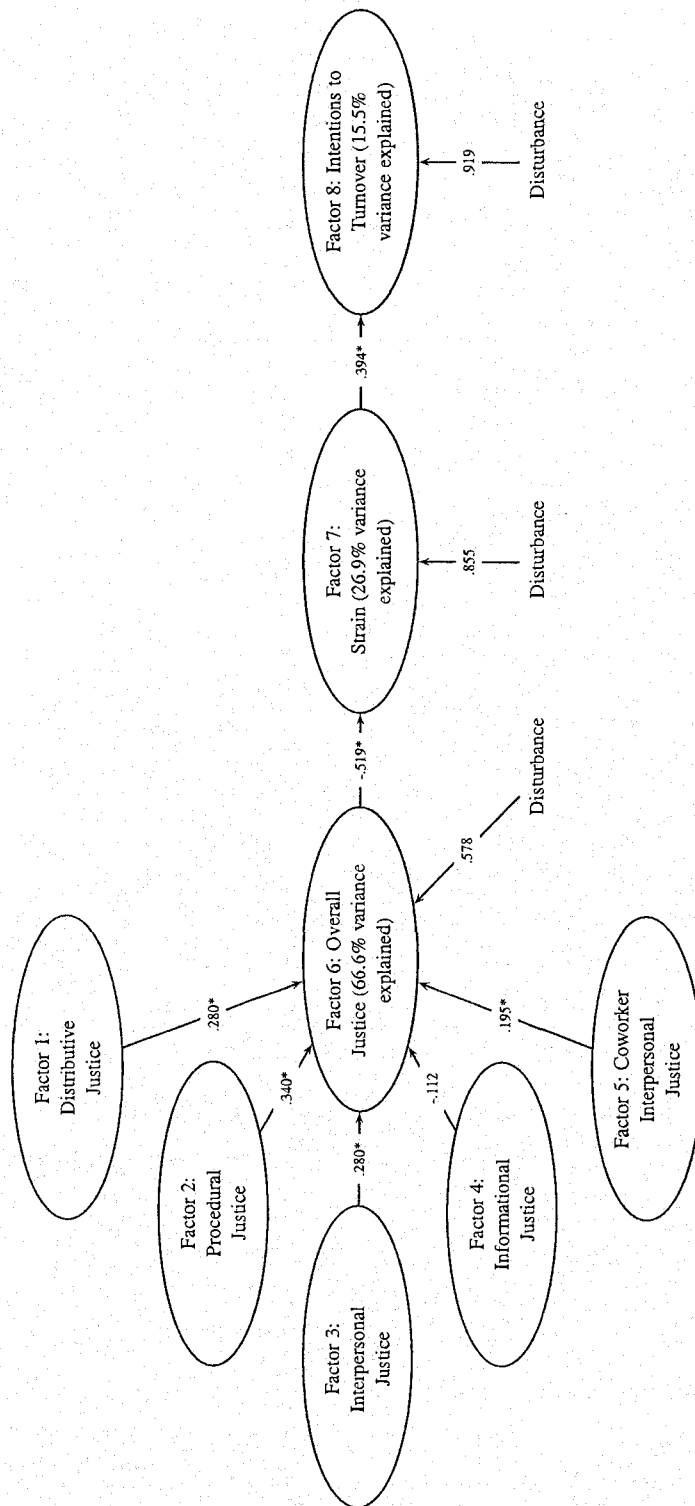 Factor 1:
Distributive
Justice
.280*
Factor 2:
Procedural
Justice
.340*
Factor 3:
Interpersonal
Justice
.280*
Factor 4:
Informational
Justice
-.112
Factor 5: Coworker
Interpersonal
Justice
.195*
Factor 6: Overall
Justice (66.6% variance
explained)
.578
Disturbance
-.519*
Factor 7:
Strain (26.9% variance
explained)
.855
Disturbance
.394*
Factor 8: Intentions to
Turnover (15.5%
variance explained)
.919
Disturbance